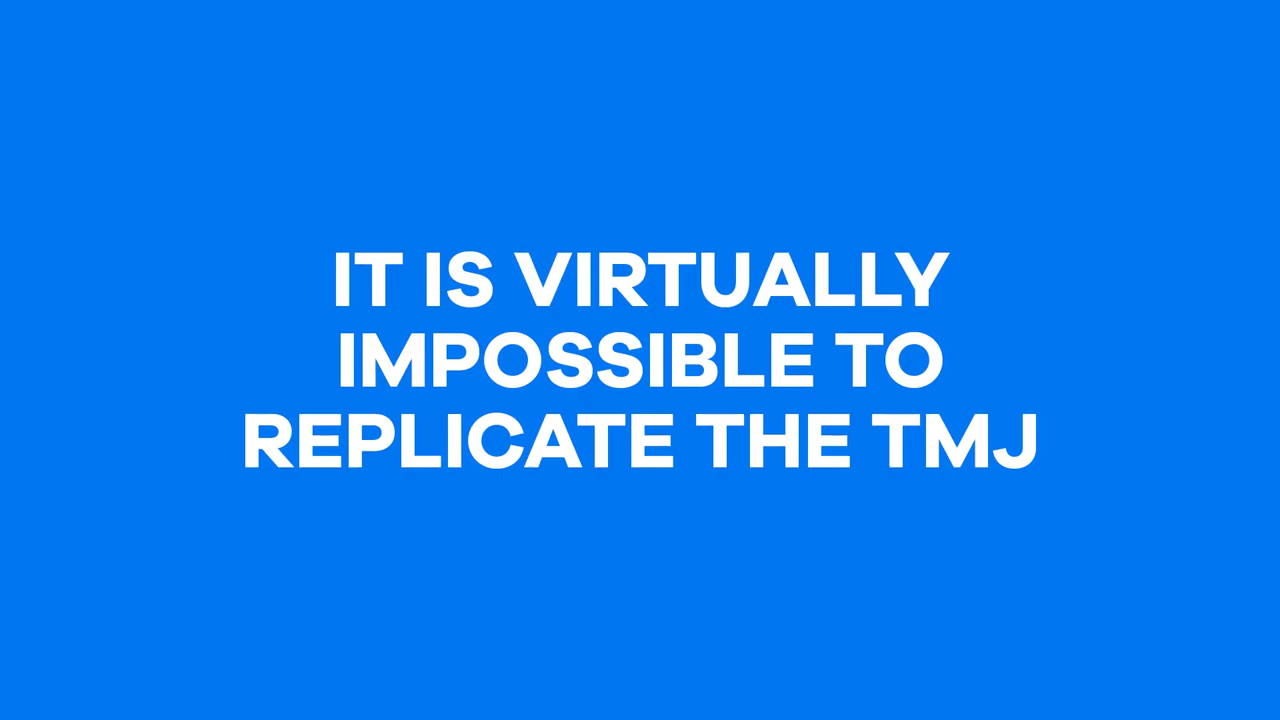 IT IS VIRTUALLY
IMPOSSIBLE TO
REPLICATE THE TMJ